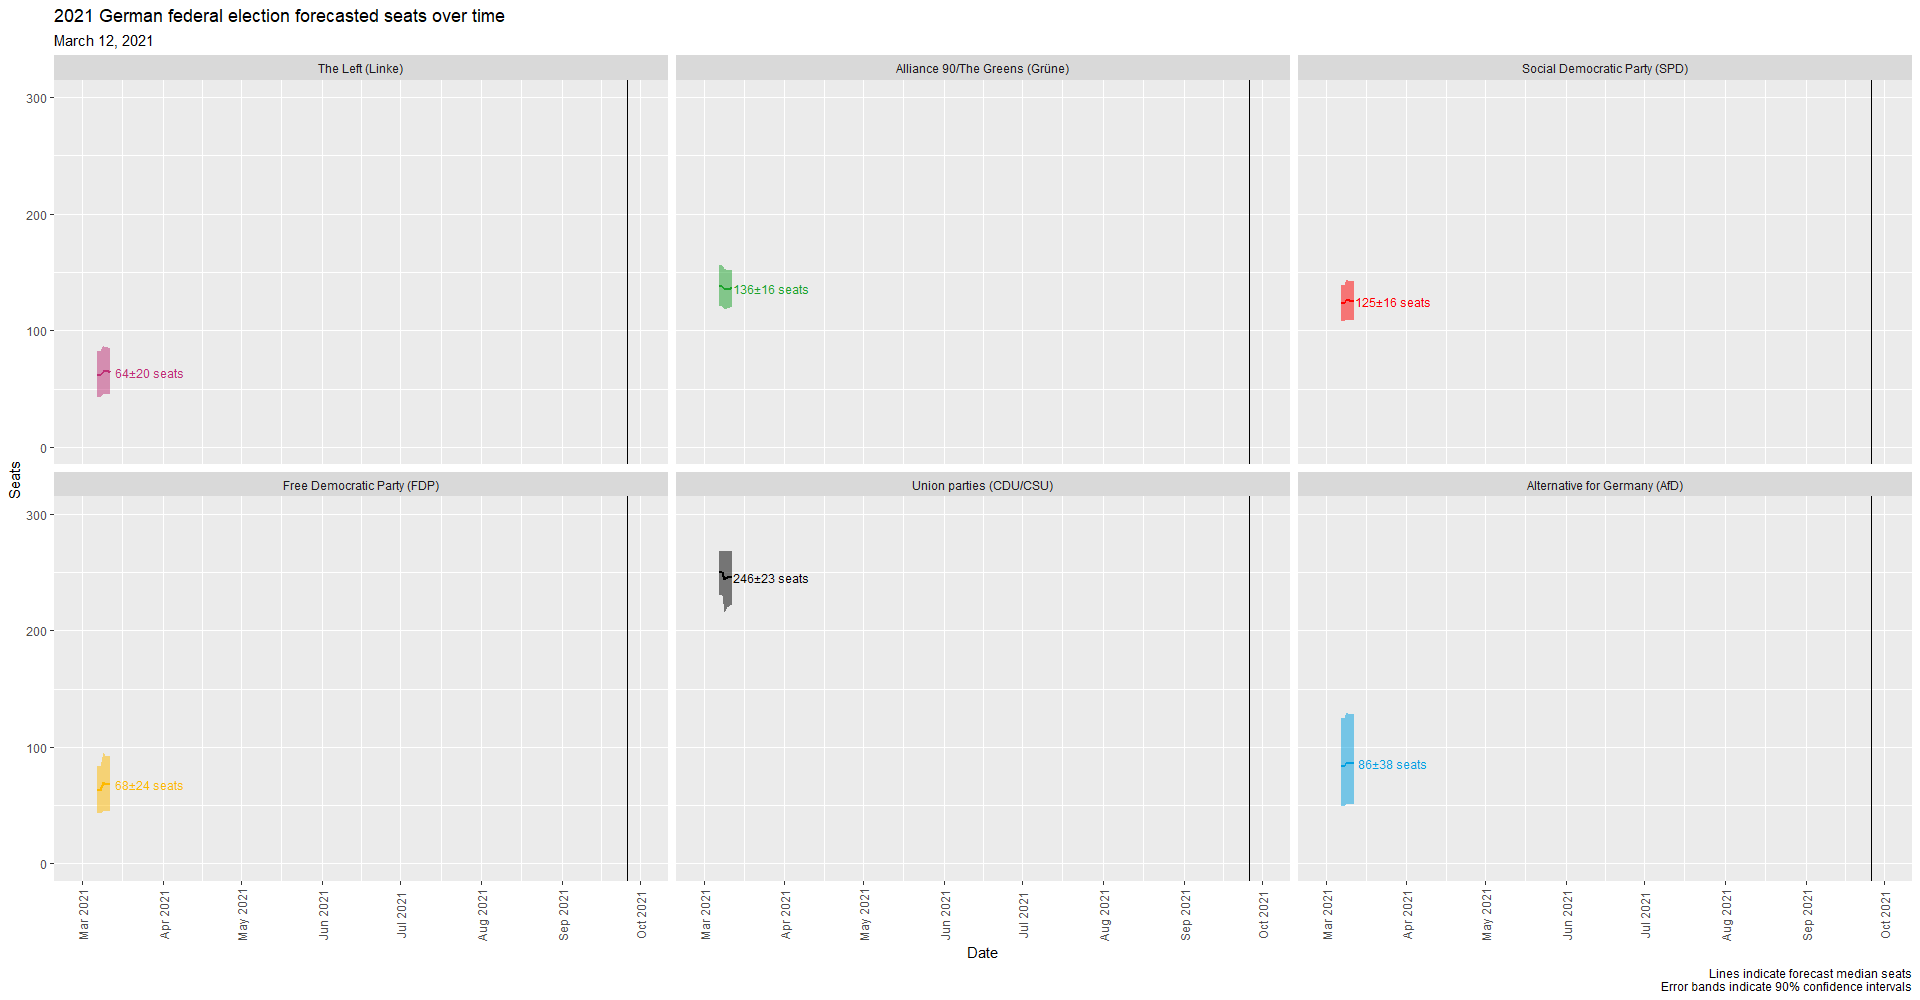 2021 German federal election forecasted seats over time
March 12, 2021
The Left (Linke)
Alliance 90/The Greens (Grüne)
Social Democratic Party (SPD)
300
200
100
0
64±20 seats
136±16 seats
125±16 seats
Seats
Free Democratic Party (FDP)
Union parties (CDU/CSU)
Alternative for Germany (AfD)
300
200
100
0
68±24 seats
246±23 seats
86±38 seats
Mar 2021
Apr 2021
May 2021
Jun 2021
Jul 2021
Aug 2021
Sep 2021
Oct 2021
Mar 2021
Apr 2021
May 2021
Jun 2021
Jul 2021
Aug 2021
Sep 2021
Oct 2021
Mar 2021
Apr 2021
May 2021
Jun 2021
Jul 2021
Aug 2021
Sep 2021
Oct 2021
Date
Lines indicate forecast median seats
Error bands indicate 90% confidence intervals